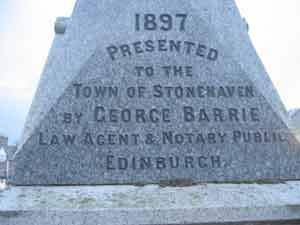 1897
PRESENTED
TO THE
TOWN OF STONEHAVEN
BY GEORGE BARRIE
LAW AGENT & NOTARY PUBLIC
EDINBURGH.